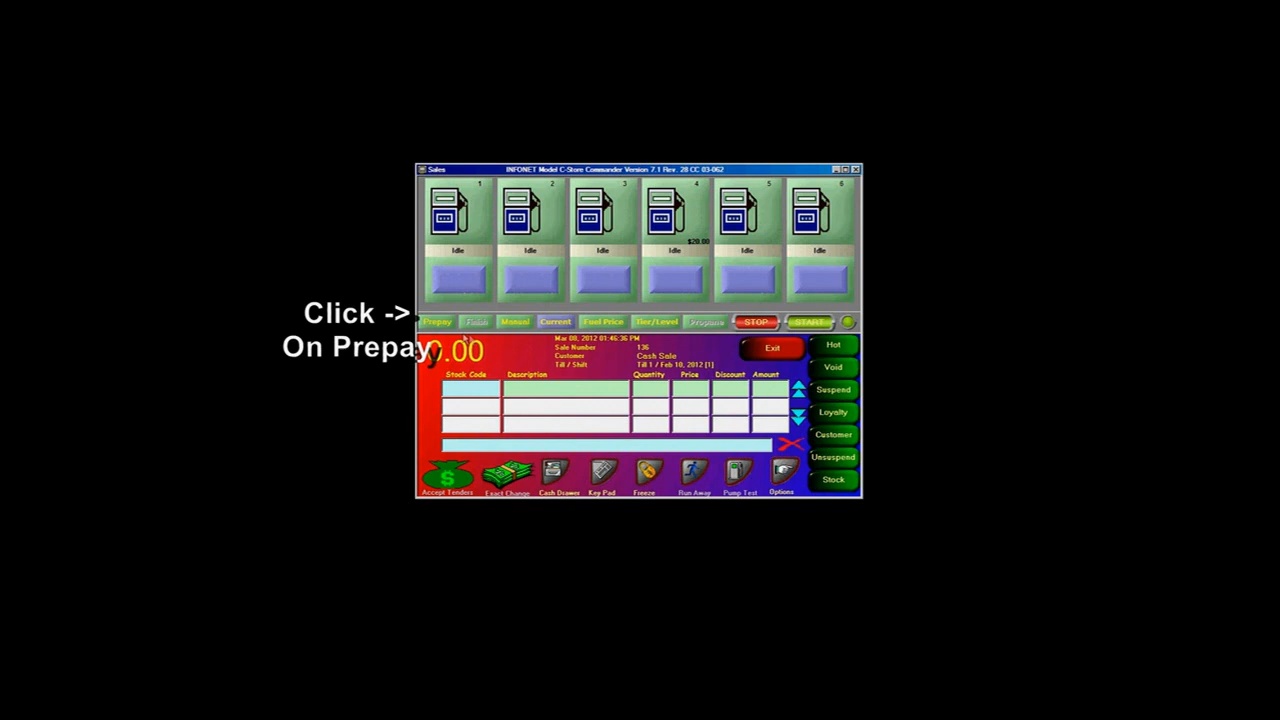 Sales INFONET Model C-Store Commander Version 7.1 Rev. 28 CC 03-062
1 2 3 4 5 6
$20.00
Idle Idle Idle Idle Idle Idle
Click ->
On Prepay
Prepay Finish Manual Current Fuel Price Tier/Level Propane STOP START
0.00
Mar 08, 2012 01:46:36 PM
Sale Number 136
Customer Cash Sale
Till / Shift Till 1 / Feb 10, 2012 [1]
Exit
Stock Code Description Quantity Price Discount Amount
Hot
Void
Suspend
Loyalty
Customer
Unsuspend
Stock
Accept Tenders Exact Change Cash Drawer Key Pad Freeze Run Away Pump Test Options